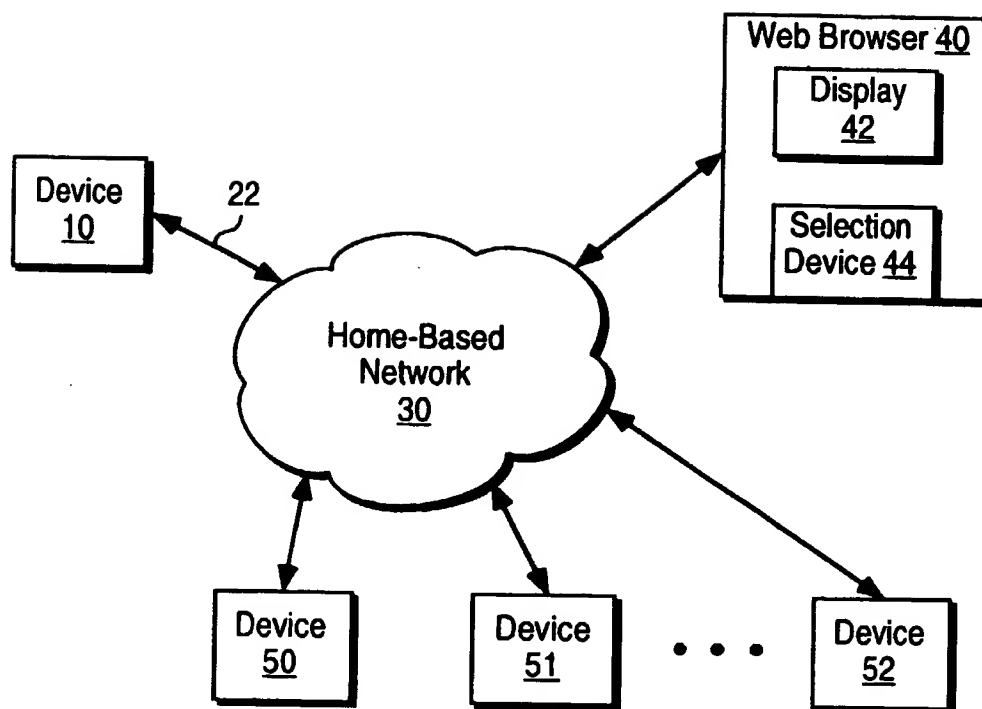 Web Browser 40
Display
42
Device
10
22
Selection
Device 44
Home-Based
Network
30
Device
50
Device
51
Device
52